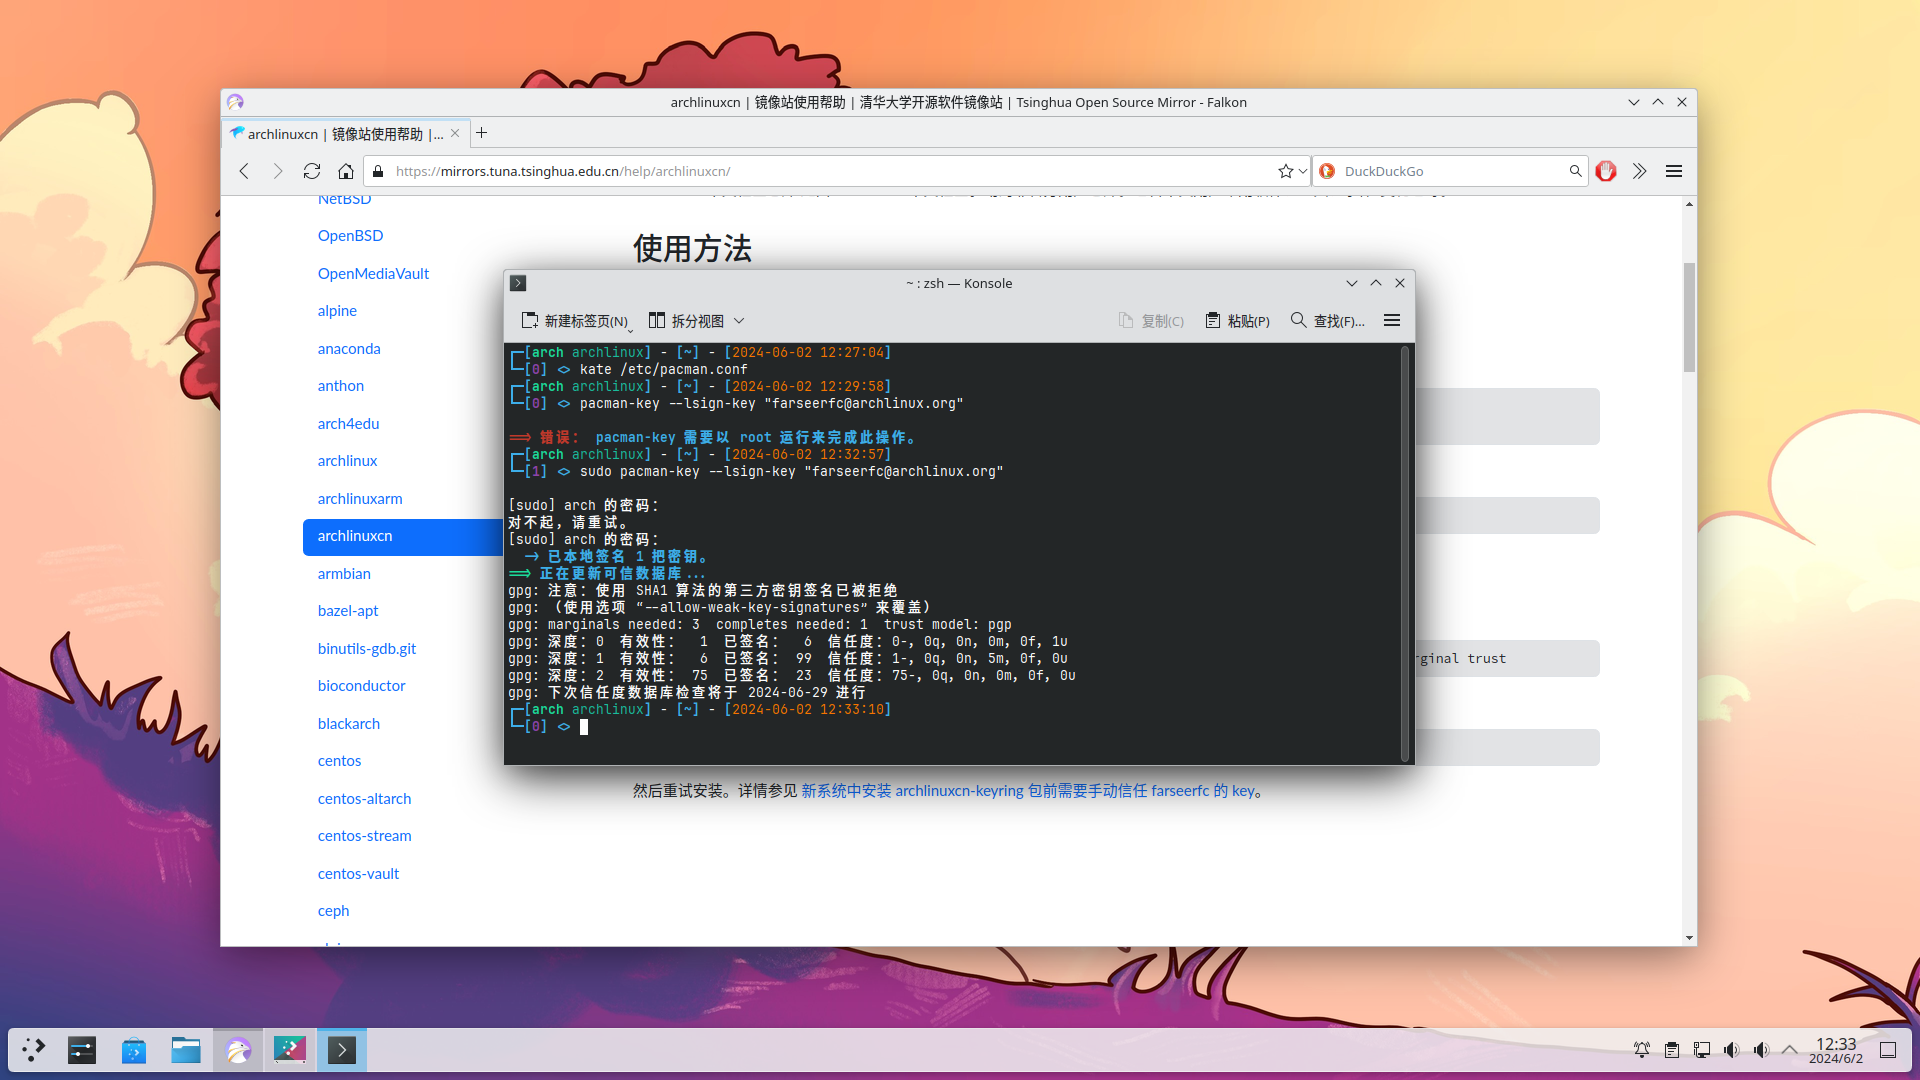 archlinuxcn | 镜像站使用帮助 | 清华大学开源软件镜像站 | Tsinghua Open Source Mirror - Falkon
archlinuxcn | 镜像站使用帮助 |...
https://mirrors.tuna.tsinghua.edu.cn/help/archlinuxcn/
DuckDuckGo
NetBSD
OpenBSD
OpenMediaVault
alpine
anaconda
anthon
arch4edu
archlinux
archlinuxarm
archlinuxcn
armbian
bazel-apt
binutils-gdb.git
bioconductor
blackarch
centos
centos-altarch
centos-stream
centos-vault
ceph
使用方法
~ : zsh — Konsole
新建标签页(N)
拆分视图
复制(C)
粘贴(P)
查找(F)...
[arch archlinux] - [~] - [2024-06-02 12:27:04]
[0] <> kate /etc/pacman.conf
[arch archlinux] - [~] - [2024-06-02 12:29:58]
[0] <> pacman-key --lsign-key "farseerfc@archlinux.org"
==> 错误： pacman-key 需要以 root 运行来完成此操作。
[arch archlinux] - [~] - [2024-06-02 12:32:57]
[1] <> sudo pacman-key --lsign-key "farseerfc@archlinux.org"
[sudo] arch 的密码：
对不起，请重试。
[sudo] arch 的密码：
-> 已本地签名 1 把密钥。
==> 正在更新可信数据库...
gpg: 注意：使用 SHA1 算法的第三方密钥签名已被拒绝
gpg: （使用选项 “--allow-weak-key-signatures” 来覆盖）
gpg: marginals needed: 3  completes needed: 1  trust model: pgp
gpg: 深度：0  有效性：  1  已签名：  6  信任度：0-，0q，0n，0m，0f，1u
gpg: 深度：1  有效性：  6  已签名： 99  信任度：1-，0q，0n，5m，0f，0u
gpg: 深度：2  有效性： 75  已签名： 23  信任度：75-，0q，0n，0m，0f，0u
gpg: 下次信任度数据库检查将于 2024-06-29 进行
[arch archlinux] - [~] - [2024-06-02 12:33:10]
[0] <>
rginal trust
然后重试安装。详情参见 新系统中安装 archlinuxcn-keyring 包前需要手动信任 farseerfc 的 key。
12:33
2024/6/2